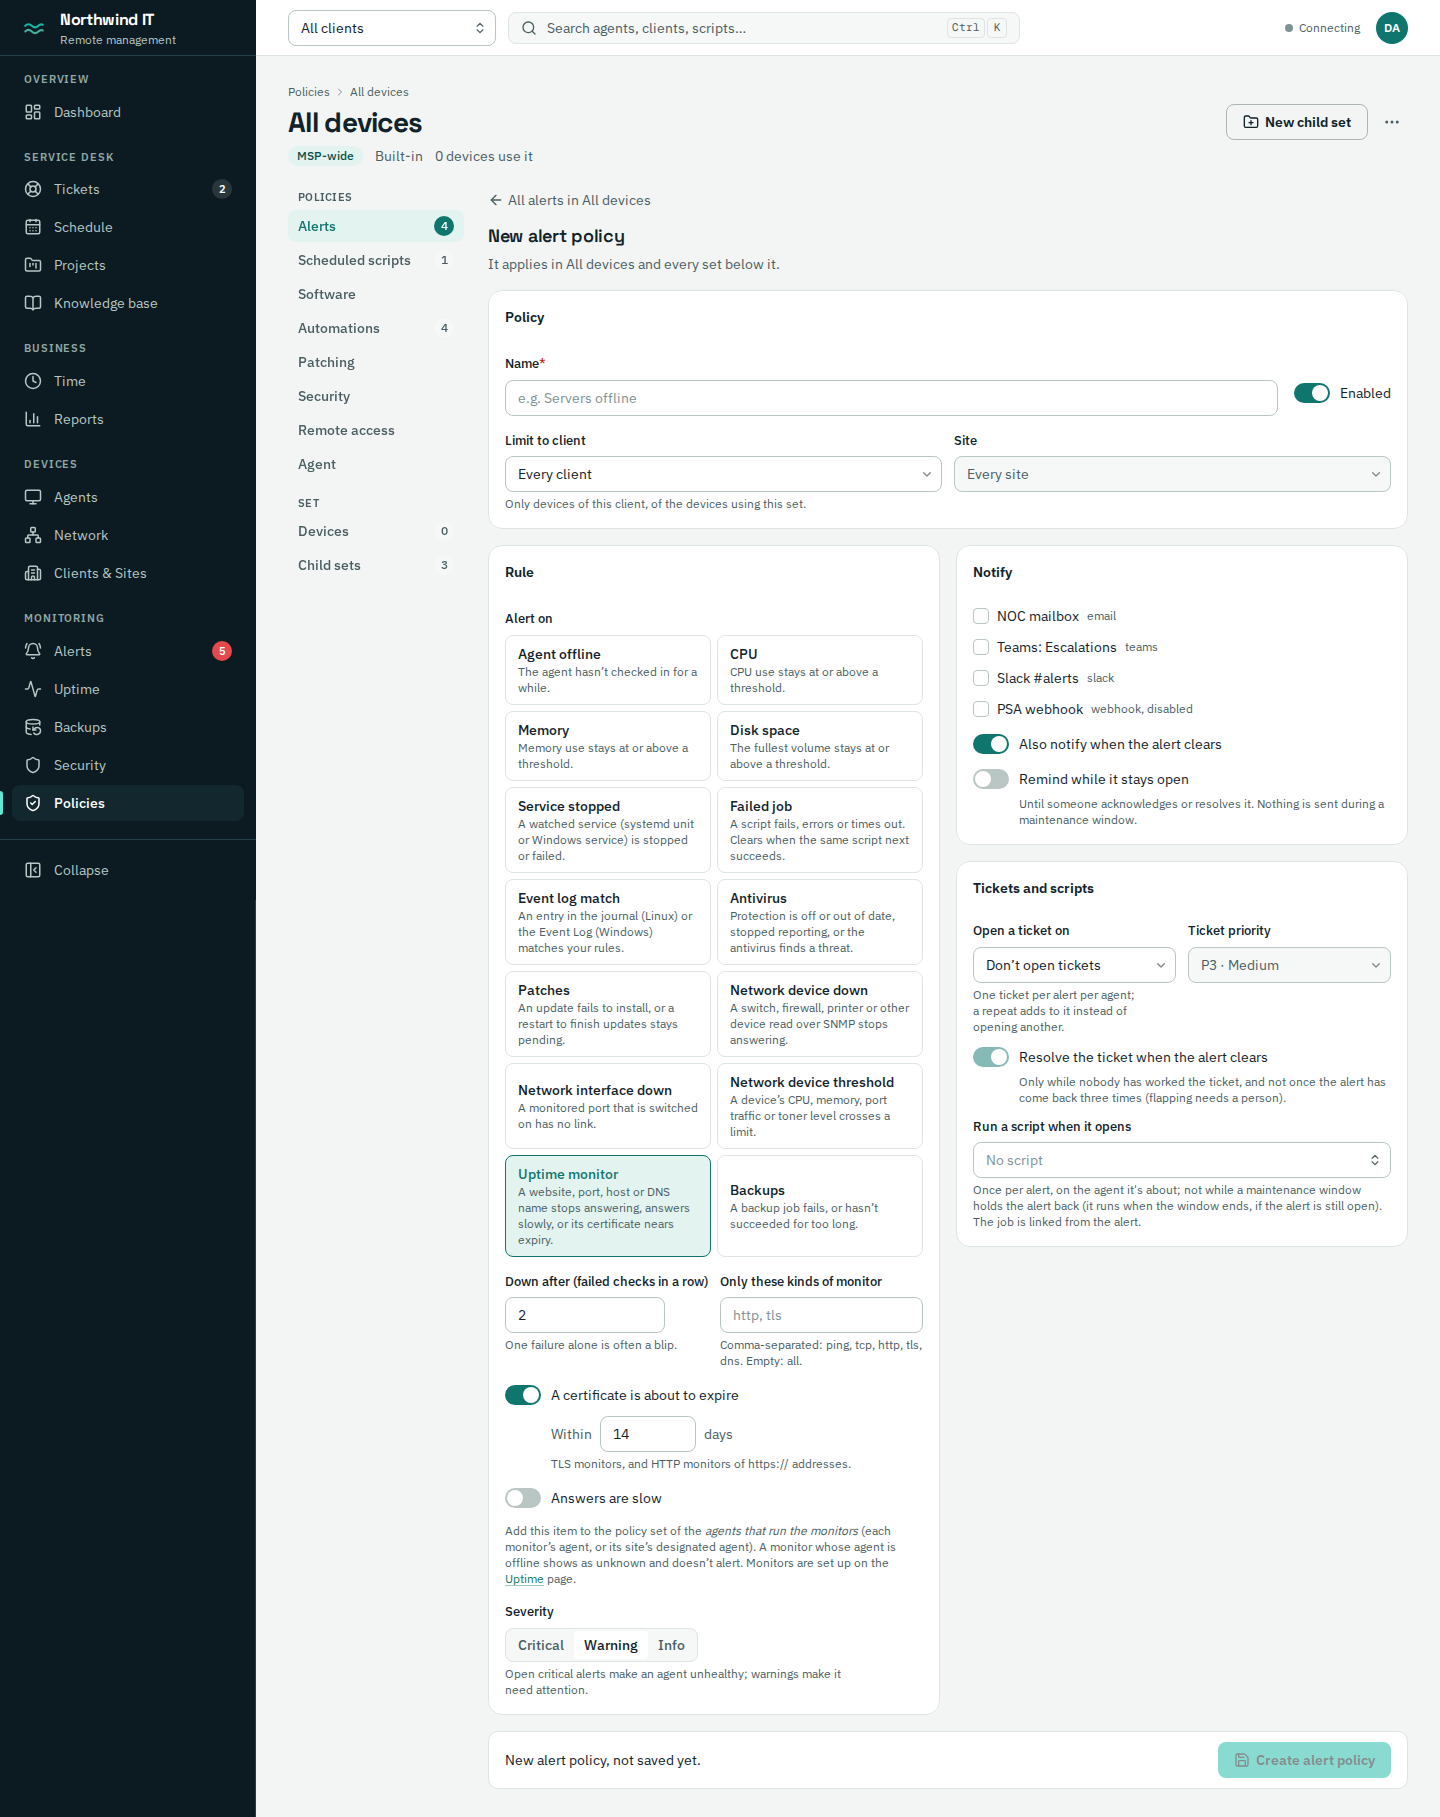 Northwind IT
Remote management
OVERVIEW
Dashboard
SERVICE DESK
Tickets 2
Schedule
Projects
Knowledge base
BUSINESS
Time
Reports
DEVICES
Agents
Network
Clients & Sites
MONITORING
Alerts 5
Uptime
Backups
Security
Policies
Collapse
All clients
Search agents, clients, scripts... Ctrl K
Connecting DA
Policies > All devices
All devices
New child set
MSP-wide Built-in 0 devices use it
POLICIES
Alerts 4
Scheduled scripts 1
Software
Automations 4
Patching
Security
Remote access
Agent
SET
Devices 0
Child sets 3
All alerts in All devices
New alert policy
It applies in All devices and every set below it.
Policy
Name*
e.g. Servers offline
Enabled
Limit to client
Every client
Only devices of this client, of the devices using this set.
Site
Every site
Rule
Alert on
Agent offline
The agent hasn't checked in for a
while.
CPU
CPU use stays at or above a
threshold.
Memory
Memory use stays at or above a
threshold.
Disk space
The fullest volume stays at or
above a threshold.
Service stopped
A watched service (systemd unit
or Windows service) is stopped
or failed.
Failed job
A script fails, errors or times out.
Clears when the same script next
succeeds.
Event log match
An entry in the journal (Linux) or
the Event Log (Windows)
matches your rules.
Antivirus
Protection is off or out of date,
stopped reporting, or the
antivirus finds a threat.
Patches
An update fails to install, or a
restart to finish updates stays
pending.
Network device down
A switch, firewall, printer or other
device read over SNMP stops
answering.
Network interface down
A monitored port that is switched
on has no link.
Network device threshold
A device's CPU, memory, port
traffic or toner level crosses a
limit.
Uptime monitor
A website, port, host or DNS
name stops answering, answers
slowly, or its certificate nears
expiry.
Backups
A backup job fails, or hasn't
succeeded for too long.
Down after (failed checks in a row)
2
One failure alone is often a blip.
Only these kinds of monitor
http, tls
Comma-separated: ping, tcp, http, tls,
dns. Empty: all.
A certificate is about to expire
Within 14 days
TLS monitors, and HTTP monitors of https:// addresses.
Answers are slow
Add this item to the policy set of the agents that run the monitors (each
monitor's agent, or its site's designated agent). A monitor whose agent is
offline shows as unknown and doesn't alert. Monitors are set up on the
Uptime page.
Severity
Critical Warning Info
Open critical alerts make an agent unhealthy; warnings make it
need attention.
Notify
NOC mailbox email
Teams: Escalations teams
Slack #alerts slack
PSA webhook webhook, disabled
Also notify when the alert clears
Remind while it stays open
Until someone acknowledges or resolves it. Nothing is sent during a
maintenance window.
Tickets and scripts
Open a ticket on
Don't open tickets
One ticket per alert per agent;
a repeat adds to it instead of
opening another.
Ticket priority
P3 · Medium
Resolve the ticket when the alert clears
Only while nobody has worked the ticket, and not once the alert has
come back three times (flapping needs a person).
Run a script when it opens
No script
Once per alert, on the agent it's about; not while a maintenance window
holds the alert back (it runs when the window ends, if the alert is still open).
The job is linked from the alert.
New alert policy, not saved yet.
Create alert policy